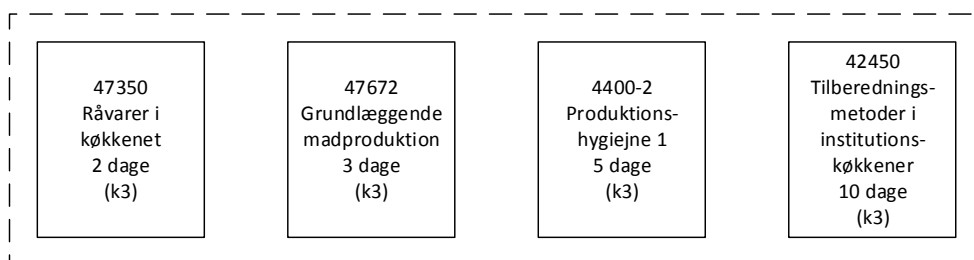 47350
Råvarer i
køkkenet
2 dage
(k3)
47672
Grundlæggende
madproduktion
3 dage
(k3)
4400-2
Produktions-
hygiejne 1
5 dage
(k3)
42450
Tilberednings-
metoder i
institutions-
køkkener
10 dage
(k3)